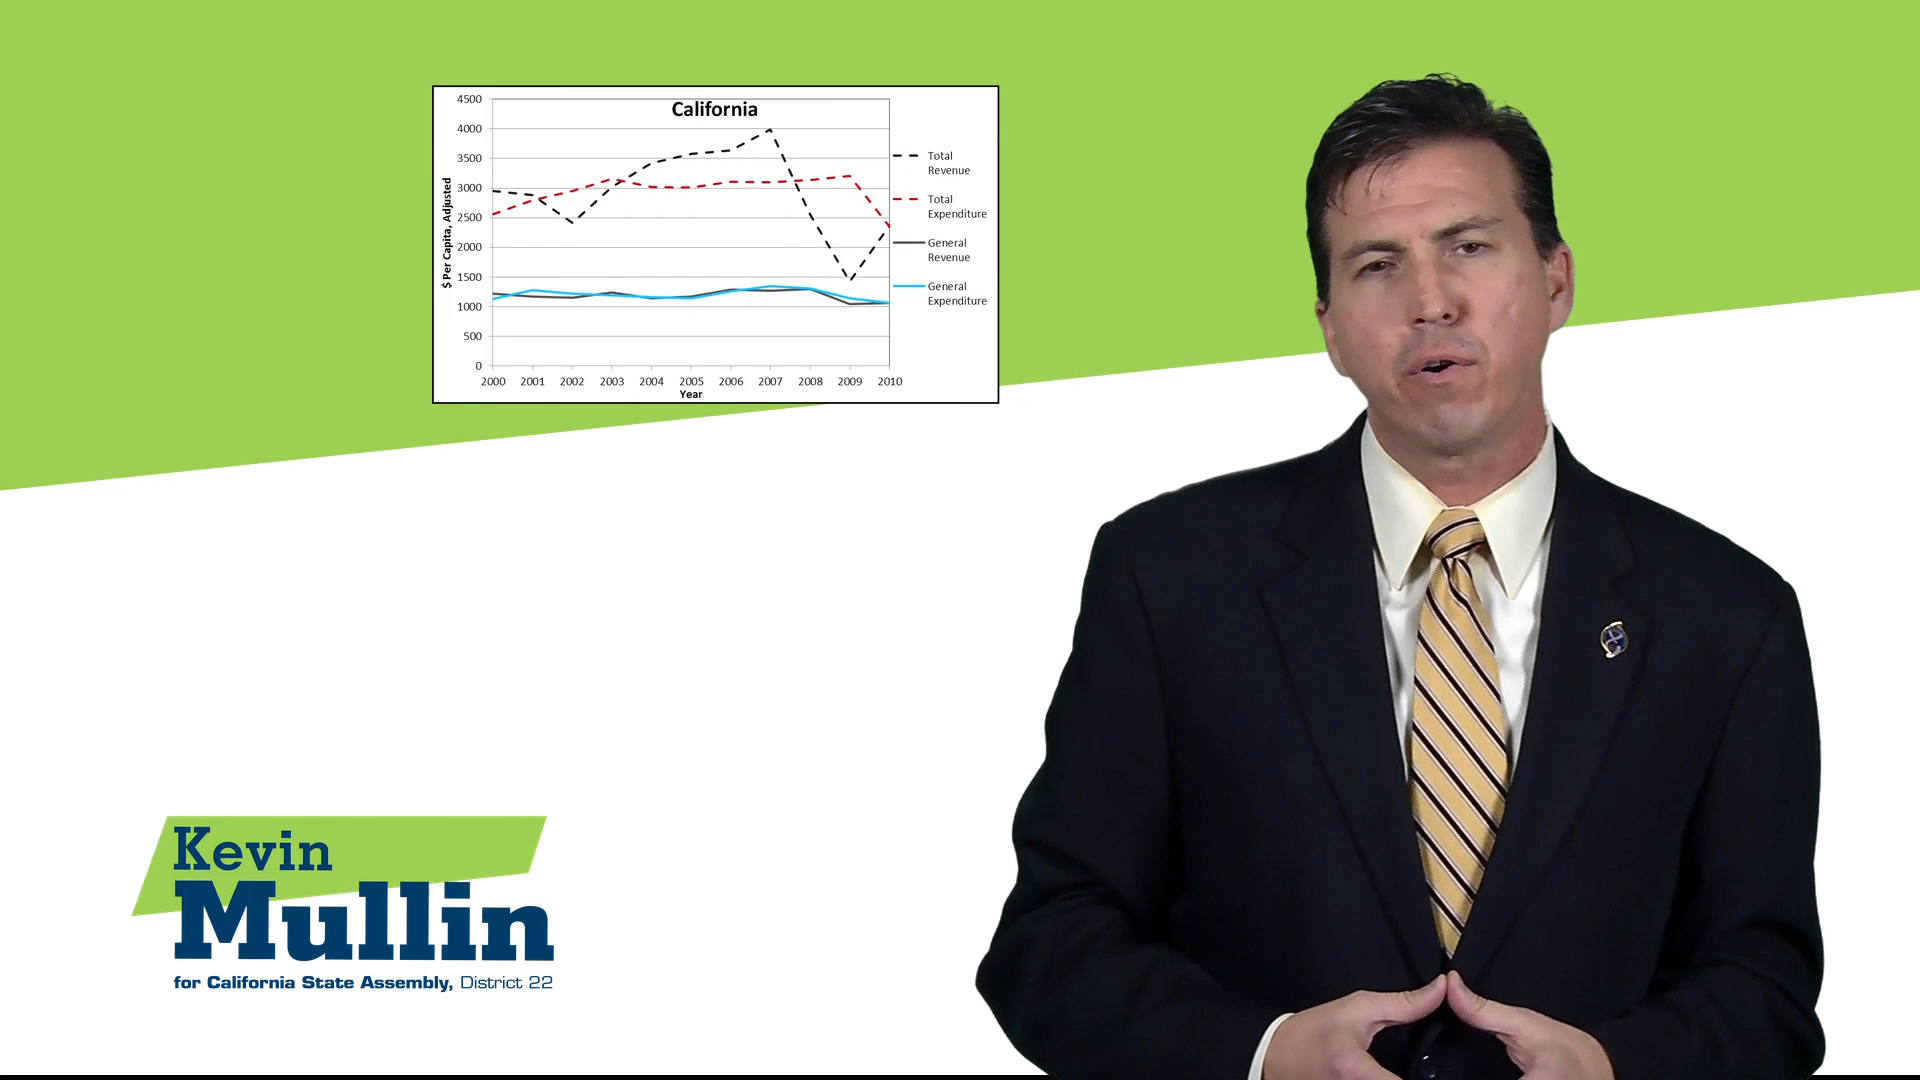 California
4500
4000
3500
3000
2500
2000
1500
1000
500
0
$ Per Capita, Adjusted
2000 2001 2002 2003 2004 2005 2006 2007 2008 2009 2010
Year
Total
Revenue
Total
Expenditure
General
Revenue
General
Expenditure
Kevin
Mullin
for California State Assembly, District 22